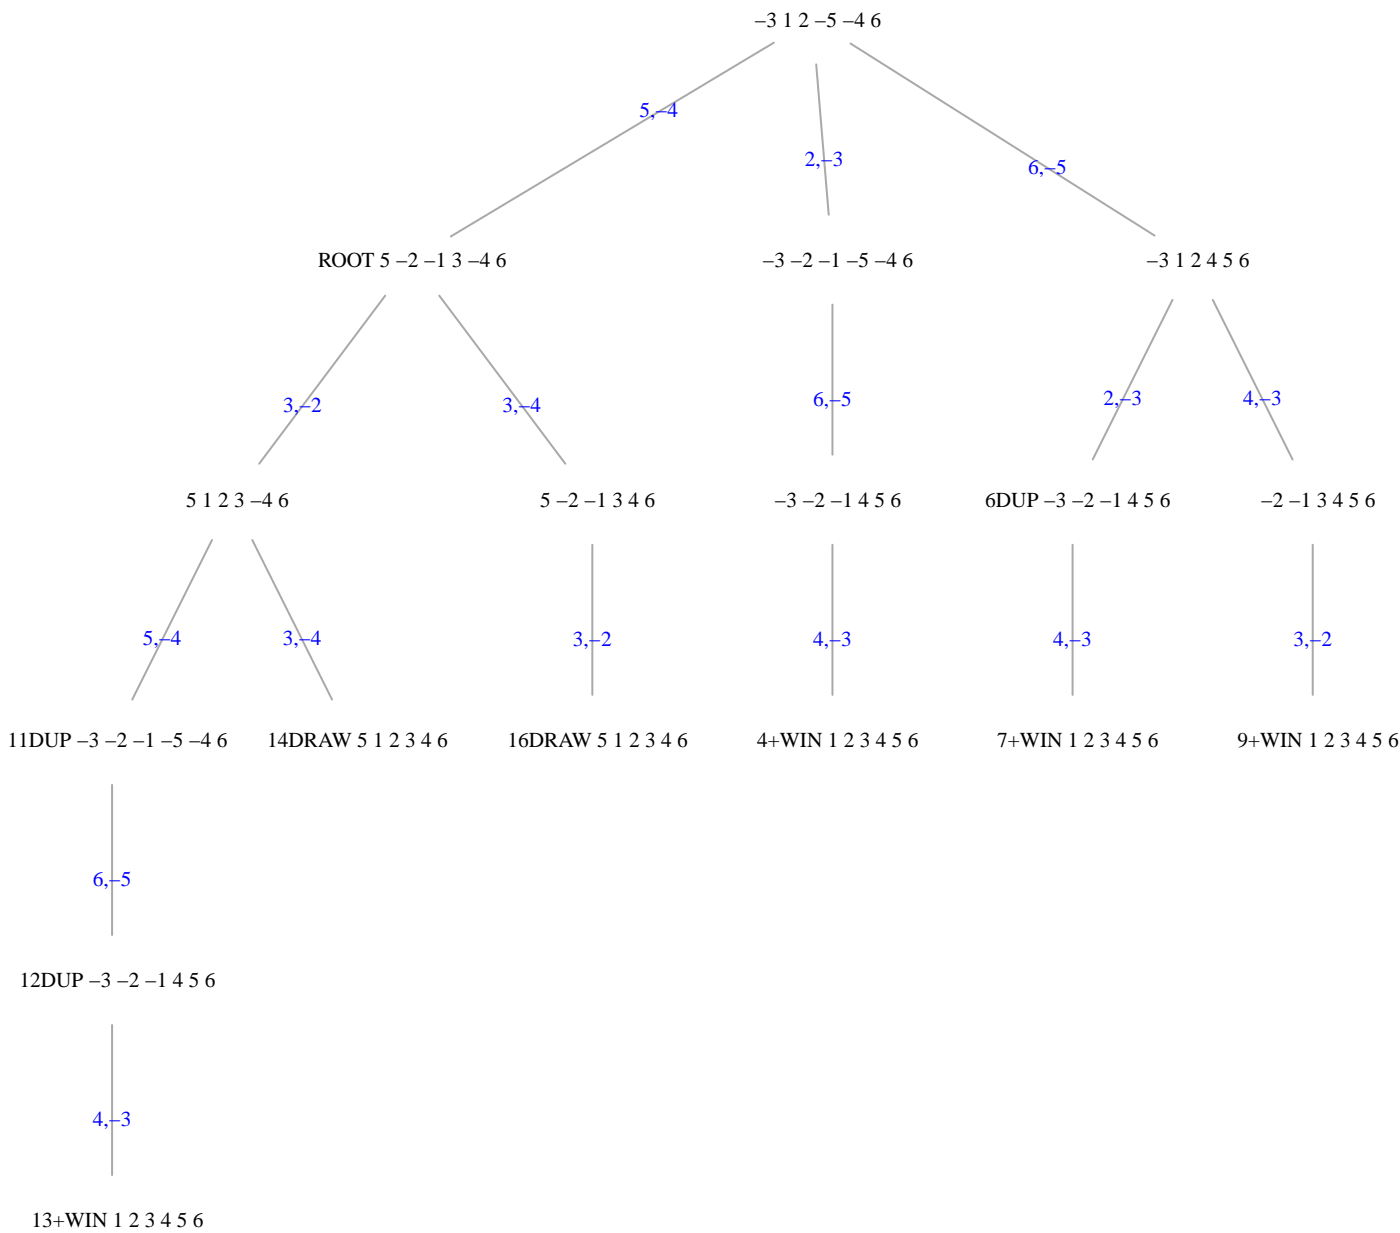 –3 1 2 –5 –4 6
5,–4
2,–3
6,–5
ROOT 5 –2 –1 3 –4 6
–3 –2 –1 –5 –4 6
–3 1 2 4 5 6
3,–2
3,–4
6,–5
2,–3
4,–3
5 1 2 3 –4 6
5 –2 –1 3 4 6
–3 –2 –1 4 5 6
6DUP –3 –2 –1 4 5 6
–2 –1 3 4 5 6
5,–4
3,–4
3,–2
4,–3
4,–3
3,–2
11DUP –3 –2 –1 –5 –4 6
14DRAW 5 1 2 3 4 6
16DRAW 5 1 2 3 4 6
4+WIN 1 2 3 4 5 6
7+WIN 1 2 3 4 5 6
9+WIN 1 2 3 4 5 6
6,–5
12DUP –3 –2 –1 4 5 6
4,–3
13+WIN 1 2 3 4 5 6